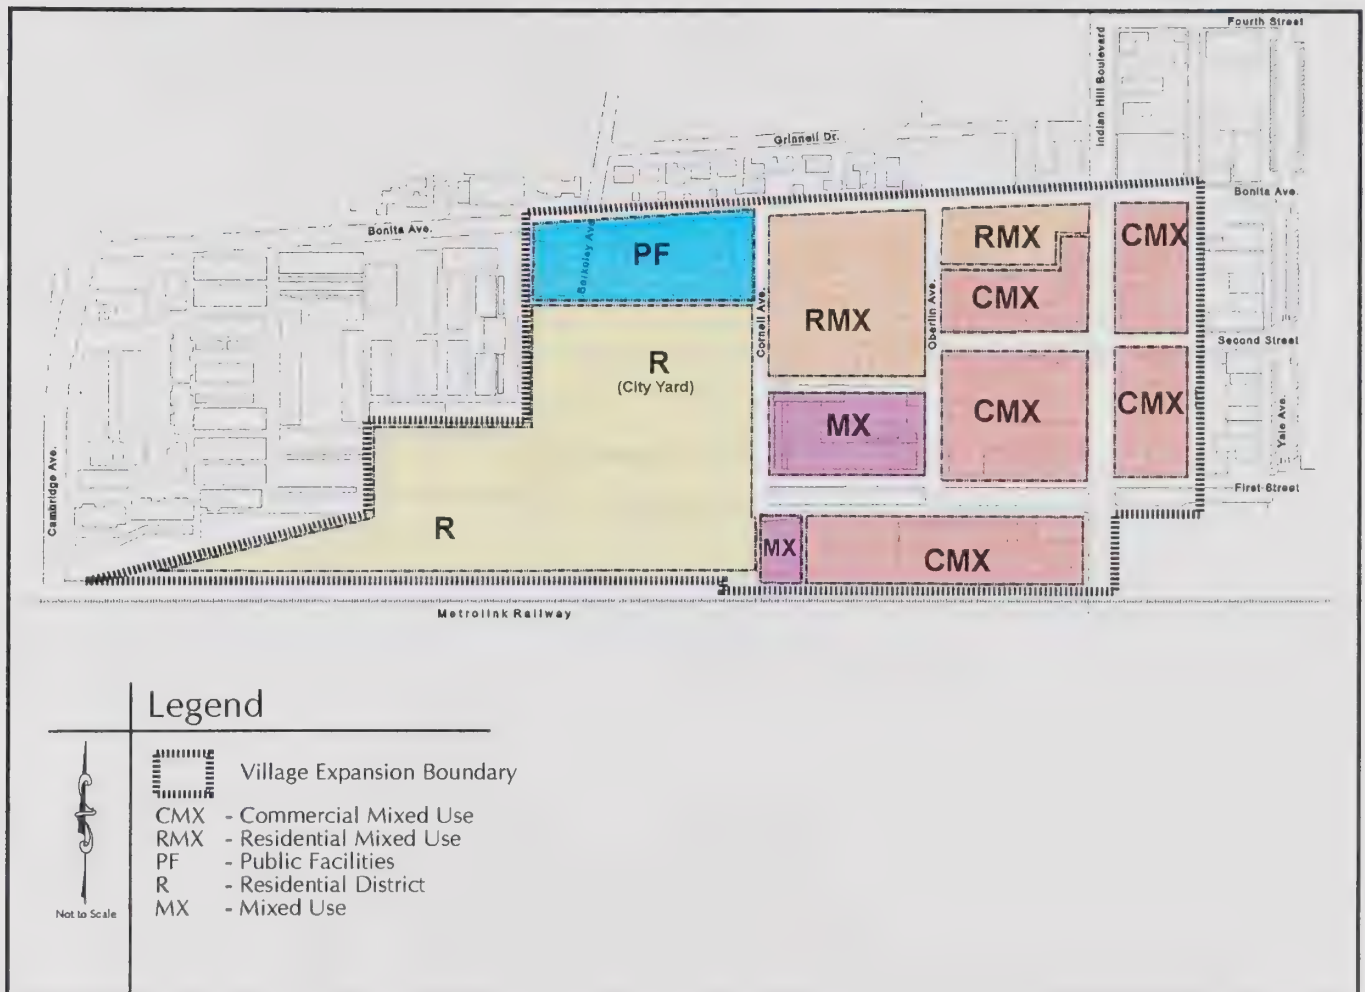 Fourth Street
Indian Hill Boulevard
Grinnell Dr.
Bonita Ave.
Bonita Ave.
Berkeley Ave.
PF
RMX
CMX
CMX
RMX
Cornell Ave.
Oberlin Ave.
R
(City Yard)
Second Street
MX
CMX
CMX
Yale Ave.
Cambridge Ave.
First Street
R
MX
CMX
Metrolink Railway
Legend
Village Expansion Boundary
CMX - Commercial Mixed Use
RMX - Residential Mixed Use
PF - Public Facilities
R - Residential District
MX - Mixed Use
Not to Scale